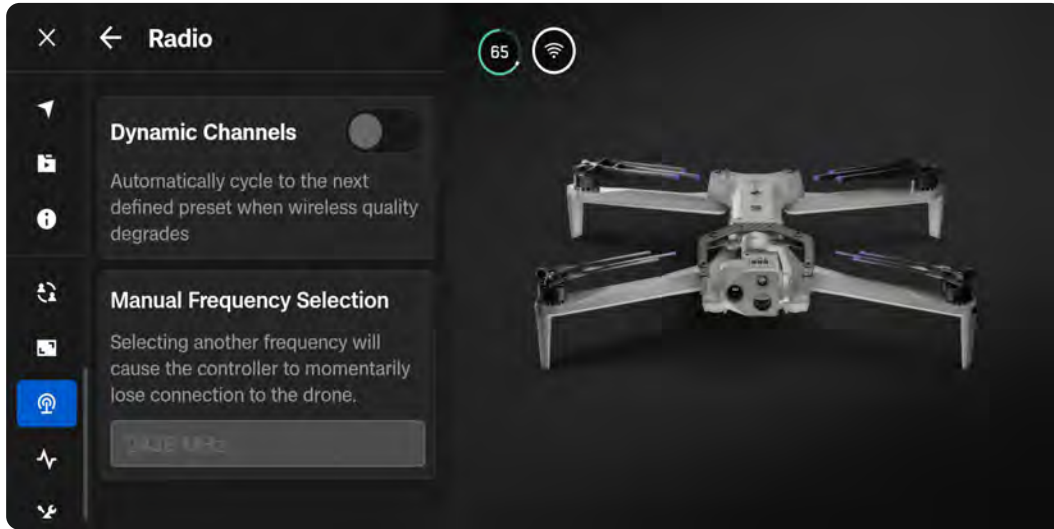 Radio
65
Dynamic Channels
Automatically cycle to the next
defined preset when wireless quality
degrades
Manual Frequency Selection
Selecting another frequency will
cause the controller to momentarily
lose connection to the drone.
MHz